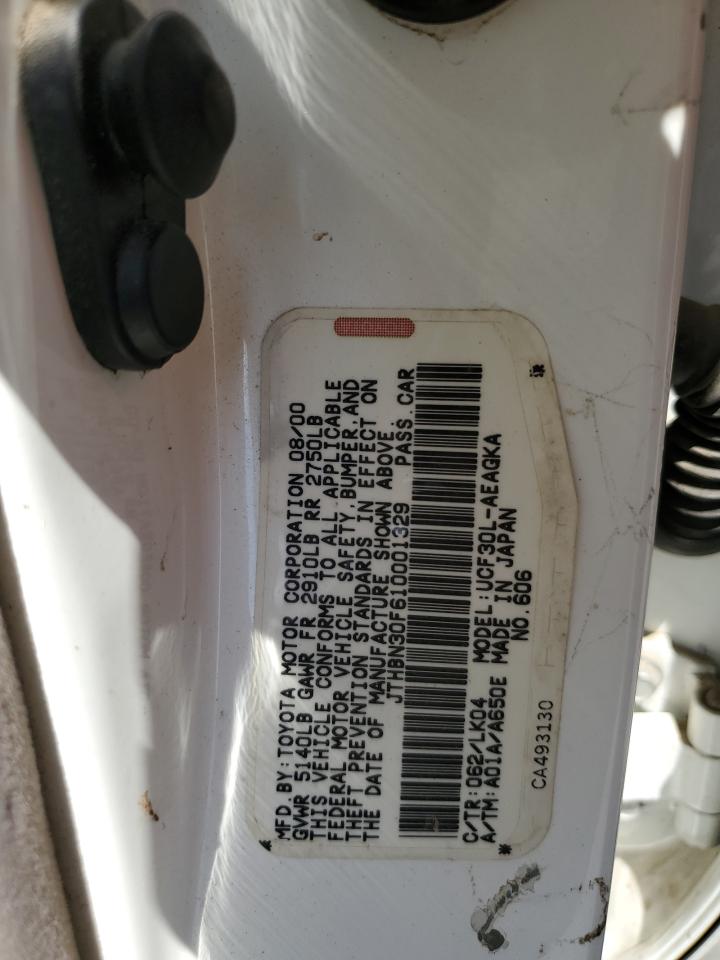 MFD. BY: TOYOTA MOTOR CORPORATION 08/00
GVWR 5140LB GAWR FR 2910LB RR 2750LB
THIS VEHICLE CONFORMS TO ALL APPLICABLE
FEDERAL MOTOR VEHICLE SAFETY, BUMPER, AND
THEFT PREVENTION STANDARDS IN EFFECT ON
THE DATE OF MANUFACTURE SHOWN ABOVE.
JTHBN30F610001329 PASS. CAR
C/TR: 062/LK04 MODEL: UCF30L-AEAGKA
A/TM: A01A/A650E MADE IN JAPAN
NO. 606
CA493130